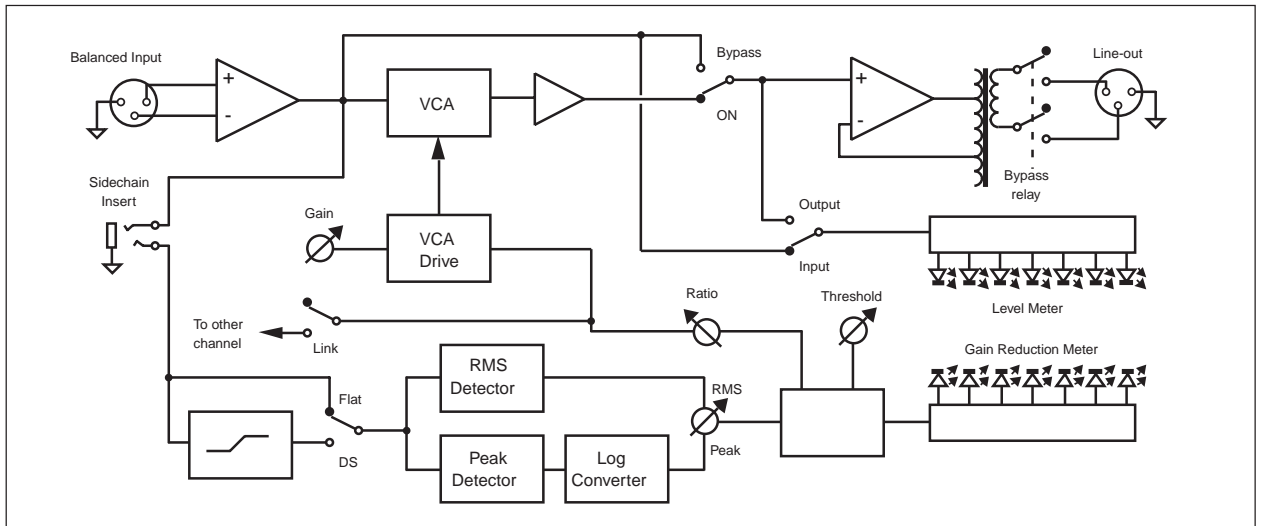 Balanced Input
+
-
VCA
Bypass
ON
+
-
Line-out
Bypass
relay
Sidechain
Insert
Gain
VCA
Drive
Output
Input
Level Meter
To other
channel
Link
Ratio
Threshold
Gain Reduction Meter
RMS
Detector
RMS
Flat
DS
Peak
Detector
Log
Converter
Peak